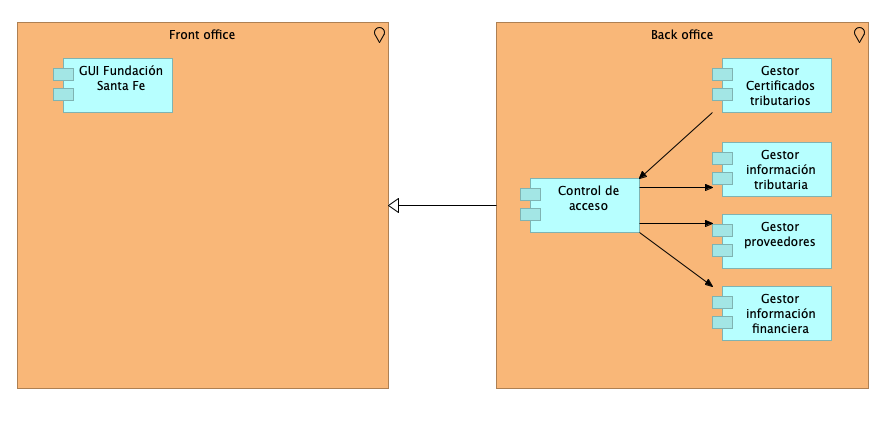 Front office
GUI Fundación
Santa Fe
Back office
Gestor
Certificados
tributarios
Gestor
información
tributaria
Control de
acceso
Gestor
proveedores
Gestor
información
financiera